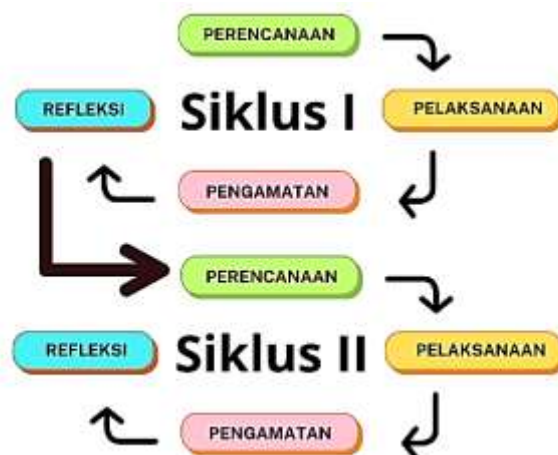 PERENCANAAN
REFLEKSI
Siklus I
PELAKSANAAN
PENGAMATAN
PERENCANAAN
REFLEKSI
Siklus II
PELAKSANAAN
PENGAMATAN